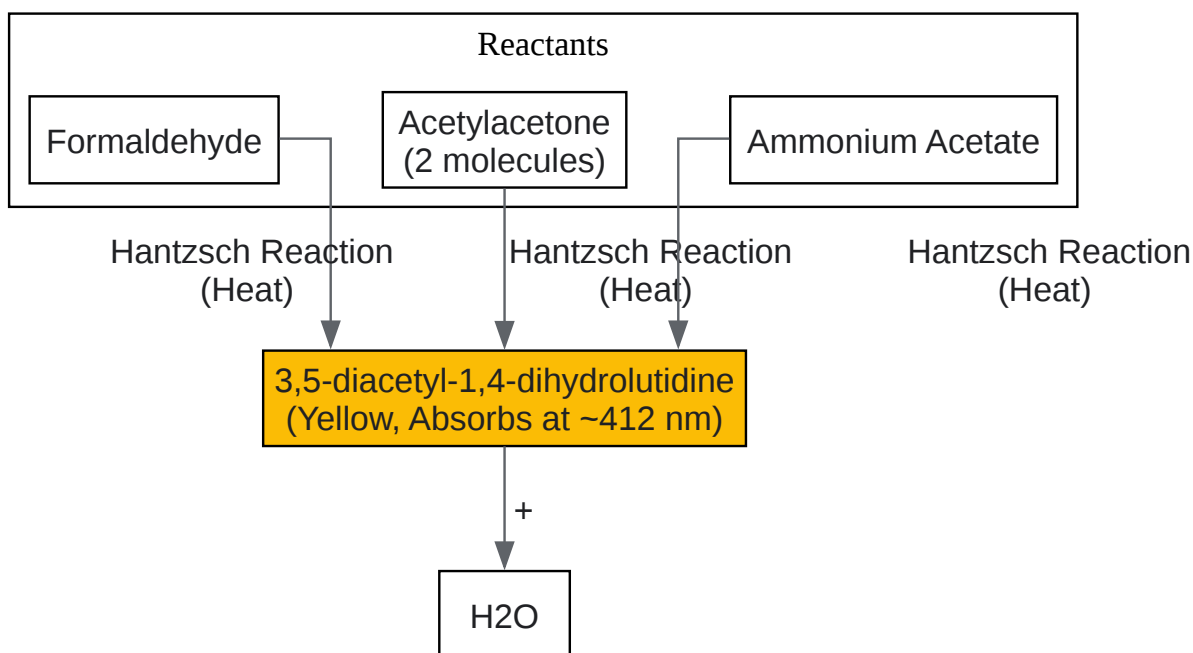 Reactants
Formaldehyde
Acetylacetone
(2 molecules)
Ammonium Acetate
Hantzsch Reaction
(Heat)
Hantzsch Reaction
(Heat)
Hantzsch Reaction
(Heat)
3,5-diacetyl-1,4-dihydrolutidine
(Yellow, Absorbs at ~412 nm)
+
H2O